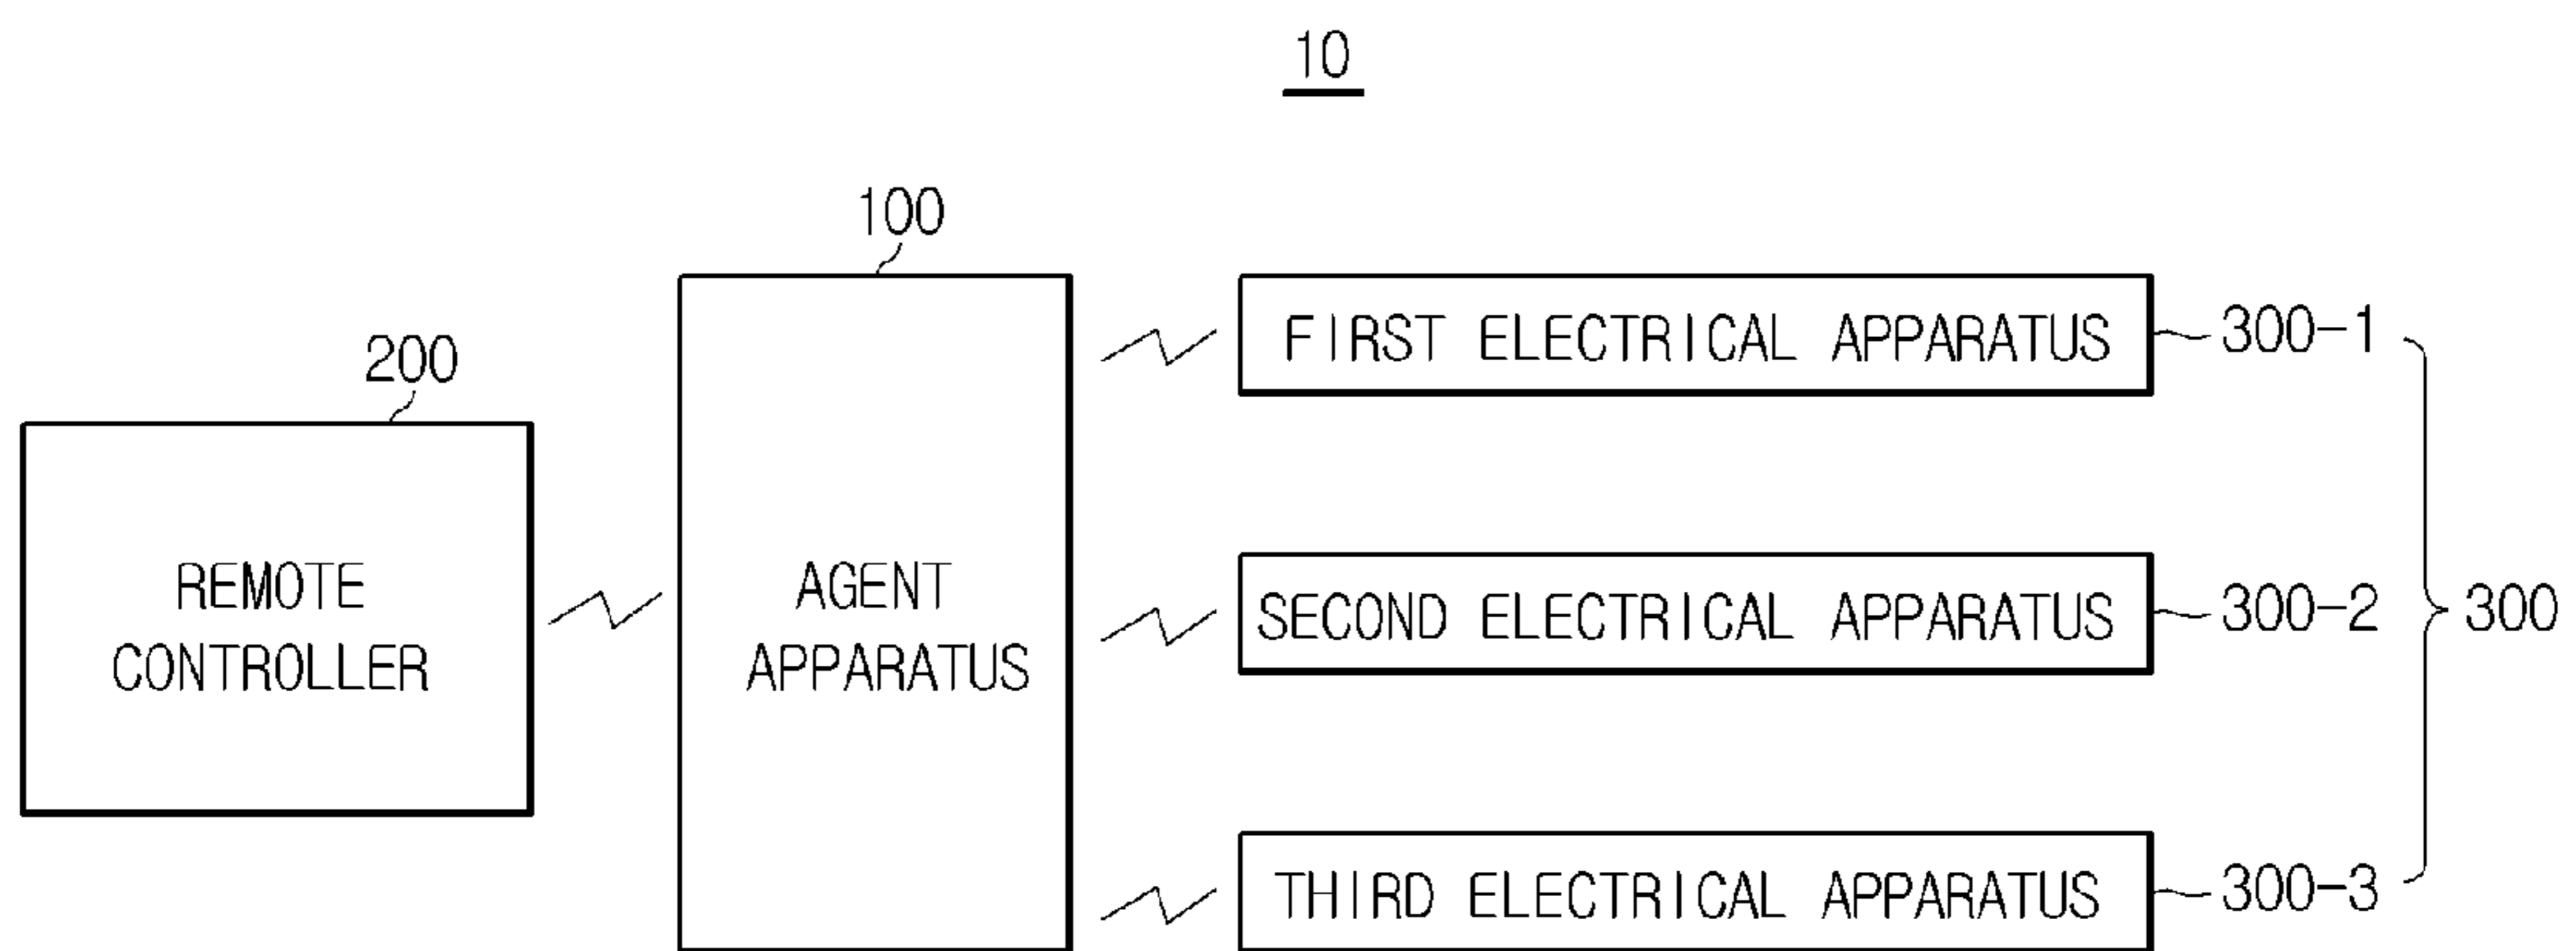 10
100
200
REMOTE
CONTROLLER
AGENT
APPARATUS
FIRST ELECTRICAL APPARATUS
300-1
SECOND ELECTRICAL APPARATUS
300-2
300
THIRD ELECTRICAL APPARATUS
300-3